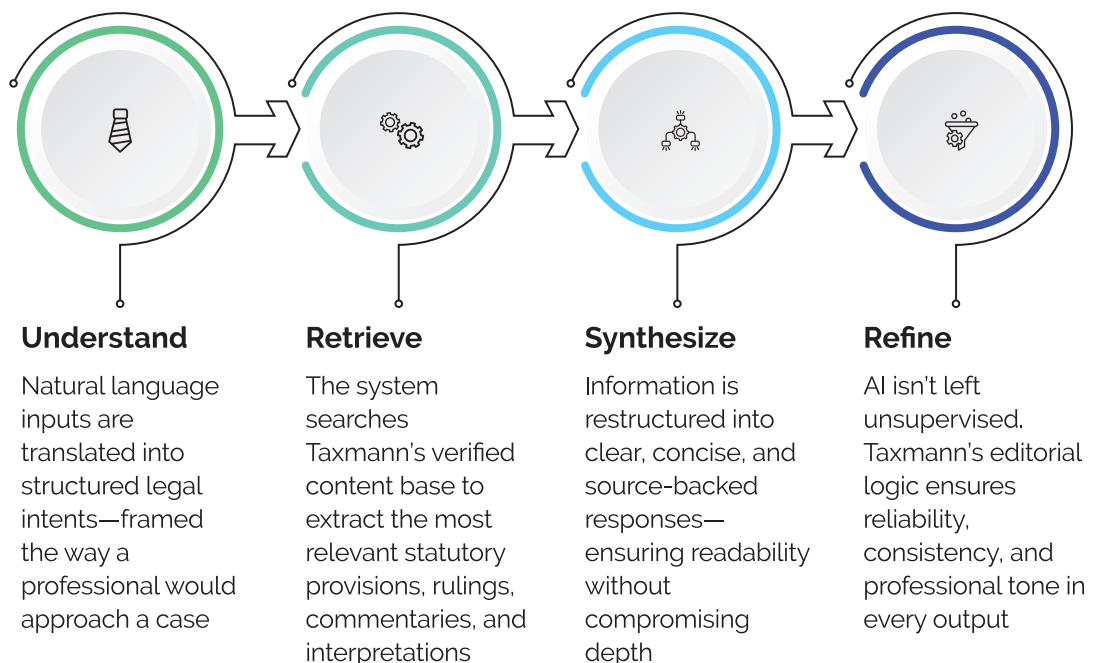 Understand
Natural language
inputs are
translated into
structured legal
intents—framed
the way a
professional would
approach a case
Retrieve
The system
searches
Taxmann's verified
content base to
extract the most
relevant statutory
provisions, rulings,
commentaries, and
interpretations
Synthesize
Information is
restructured into
clear, concise, and
source-backed
responses—
ensuring readability
without
compromising
depth
Refine
AI isn't left
unsupervised.
Taxmann's editorial
logic ensures
reliability,
consistency, and
professional tone in
every output